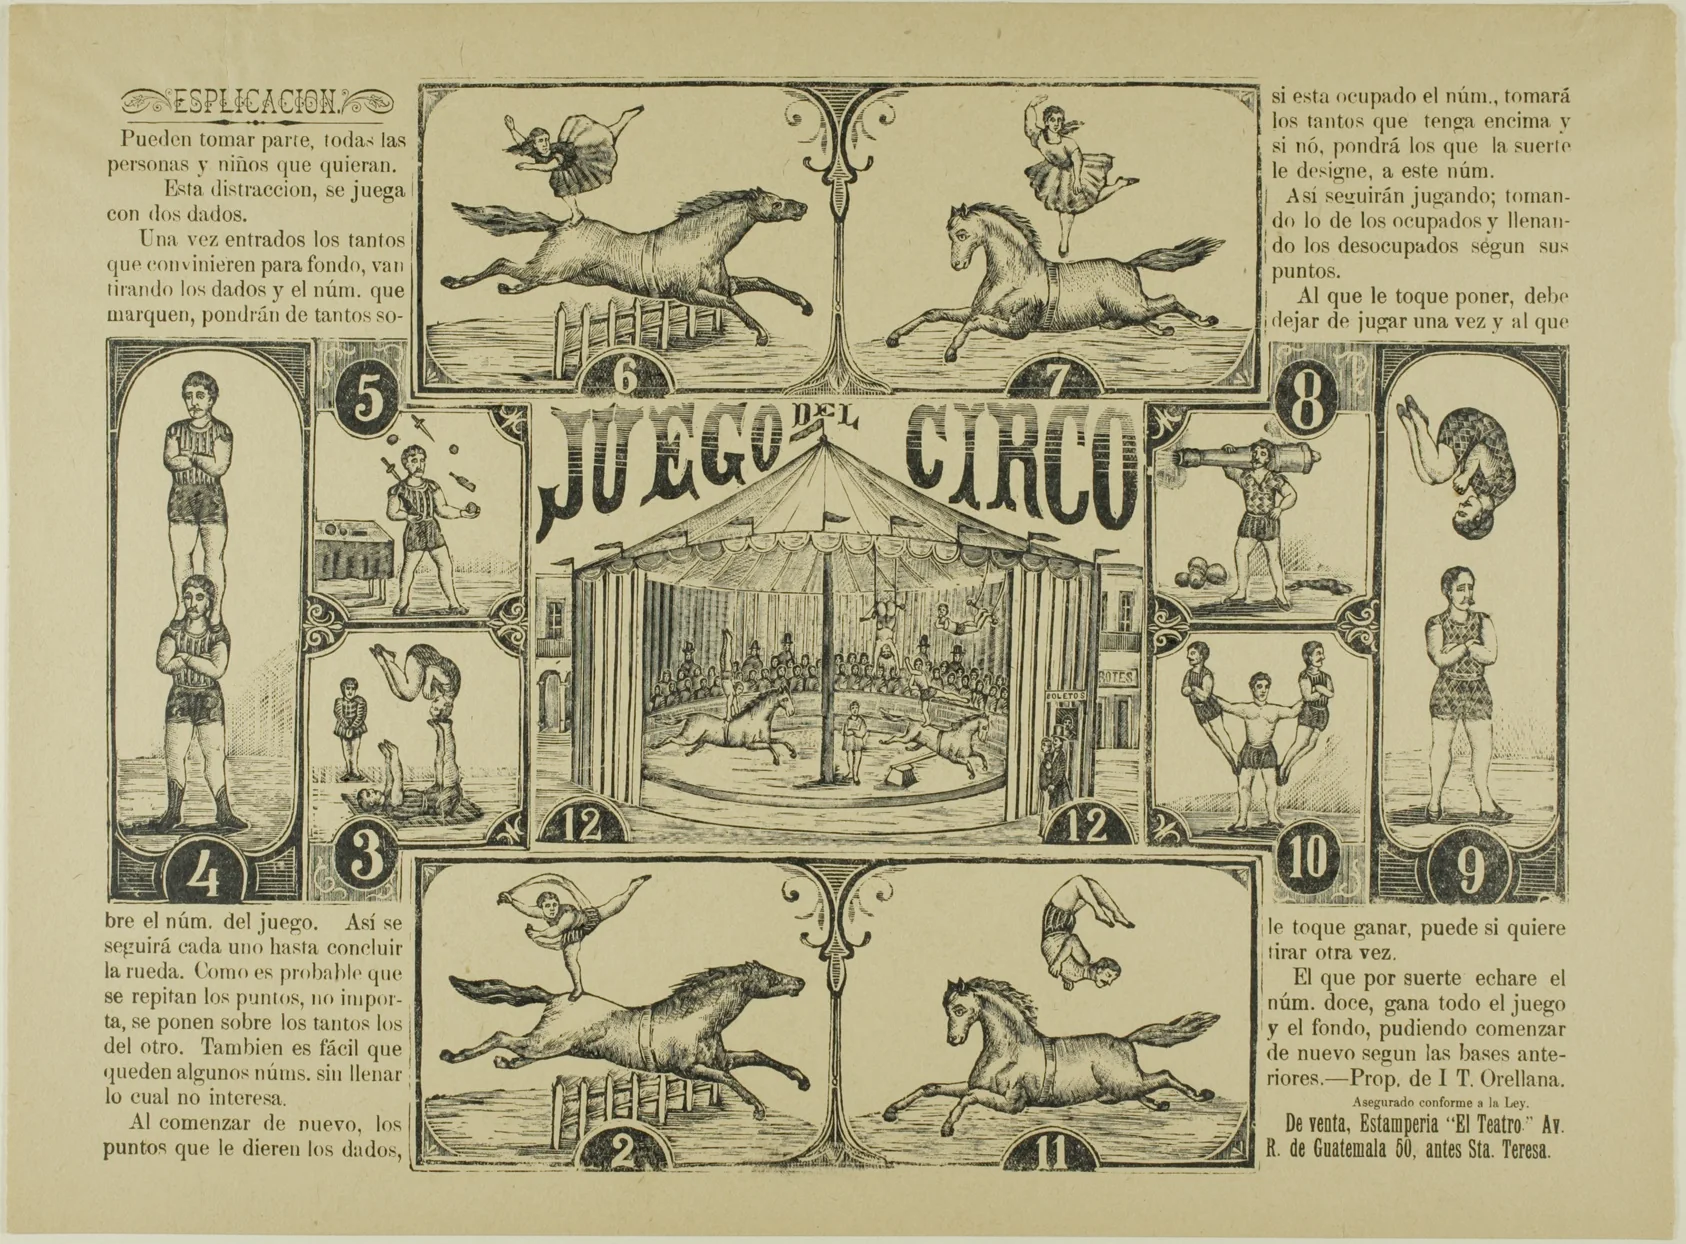 ESPLICACION.
Pueden tomar parte, todas las
personas y niños que quieran.
Esta distraccion, se juega
con dos dados.
Una vez entrados los tantos
que convinieren para fondo, van
tirando los dados y el núm. que
marquen, pondrán de tantos so-
bre el núm. del juego. Así se
seguirá cada uno hasta concluir
la rueda. Como es probable que
se repitan los puntos, no impor-
ta, se ponen sobre los tantos los
del otro. Tambien es fácil que
queden algunos núms. sin llenar
lo cual no interesa.
Al comenzar de nuevo, los
puntos que le dieren los dados,
si esta ocupado el núm., tomará
los tantos que tenga encima y
si nó, pondrá los que la suerte
le designe, a este núm.
Así seguirán jugando; toman-
do lo de los ocupados y llenan-
do los desocupados ségun sus
puntos.
Al que le toque poner, debe
dejar de jugar una vez y al que
le toque ganar, puede si quiere
tirar otra vez.
El que por suerte echare el
núm. doce, gana todo el juego
y el fondo, pudiendo comenzar
de nuevo segun las bases ante-
riores.—Prop. de I T. Orellana.
Asegurado conforme a la Ley.
De venta, Estamperia "El Teatro" Av.
R. de Guatemala 50, antes Sta. Teresa.
6
7
5
8
JUEGO DEL CIRCO
BOLETOS
ROTES
12
12
4
3
10
9
2
11